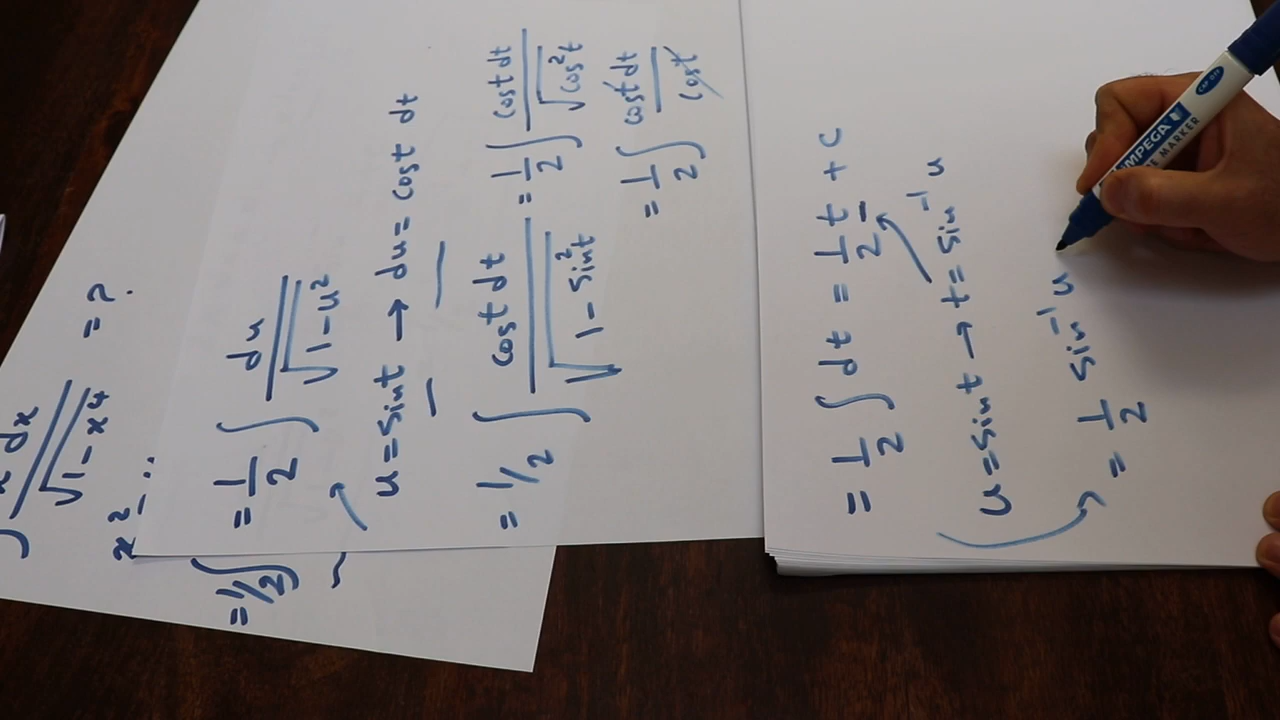 ∫ x dx / √(1 - x⁴) = ?
x² - ..
= 1/2 ∫
= 1/2 ∫ du / √(1 - u²)
u = sin t → du = cos t dt
= 1/2 ∫ cos t dt / √(1 - sin² t) = 1/2 ∫ cos t dt / √(cos² t)
= 1/2 ∫ cos t dt / cos t
= 1/2 ∫ dt = 1/2 t + c
u = sin t → t = sin⁻¹ u
= 1/2 sin⁻¹ u
MPEGA
MARKER